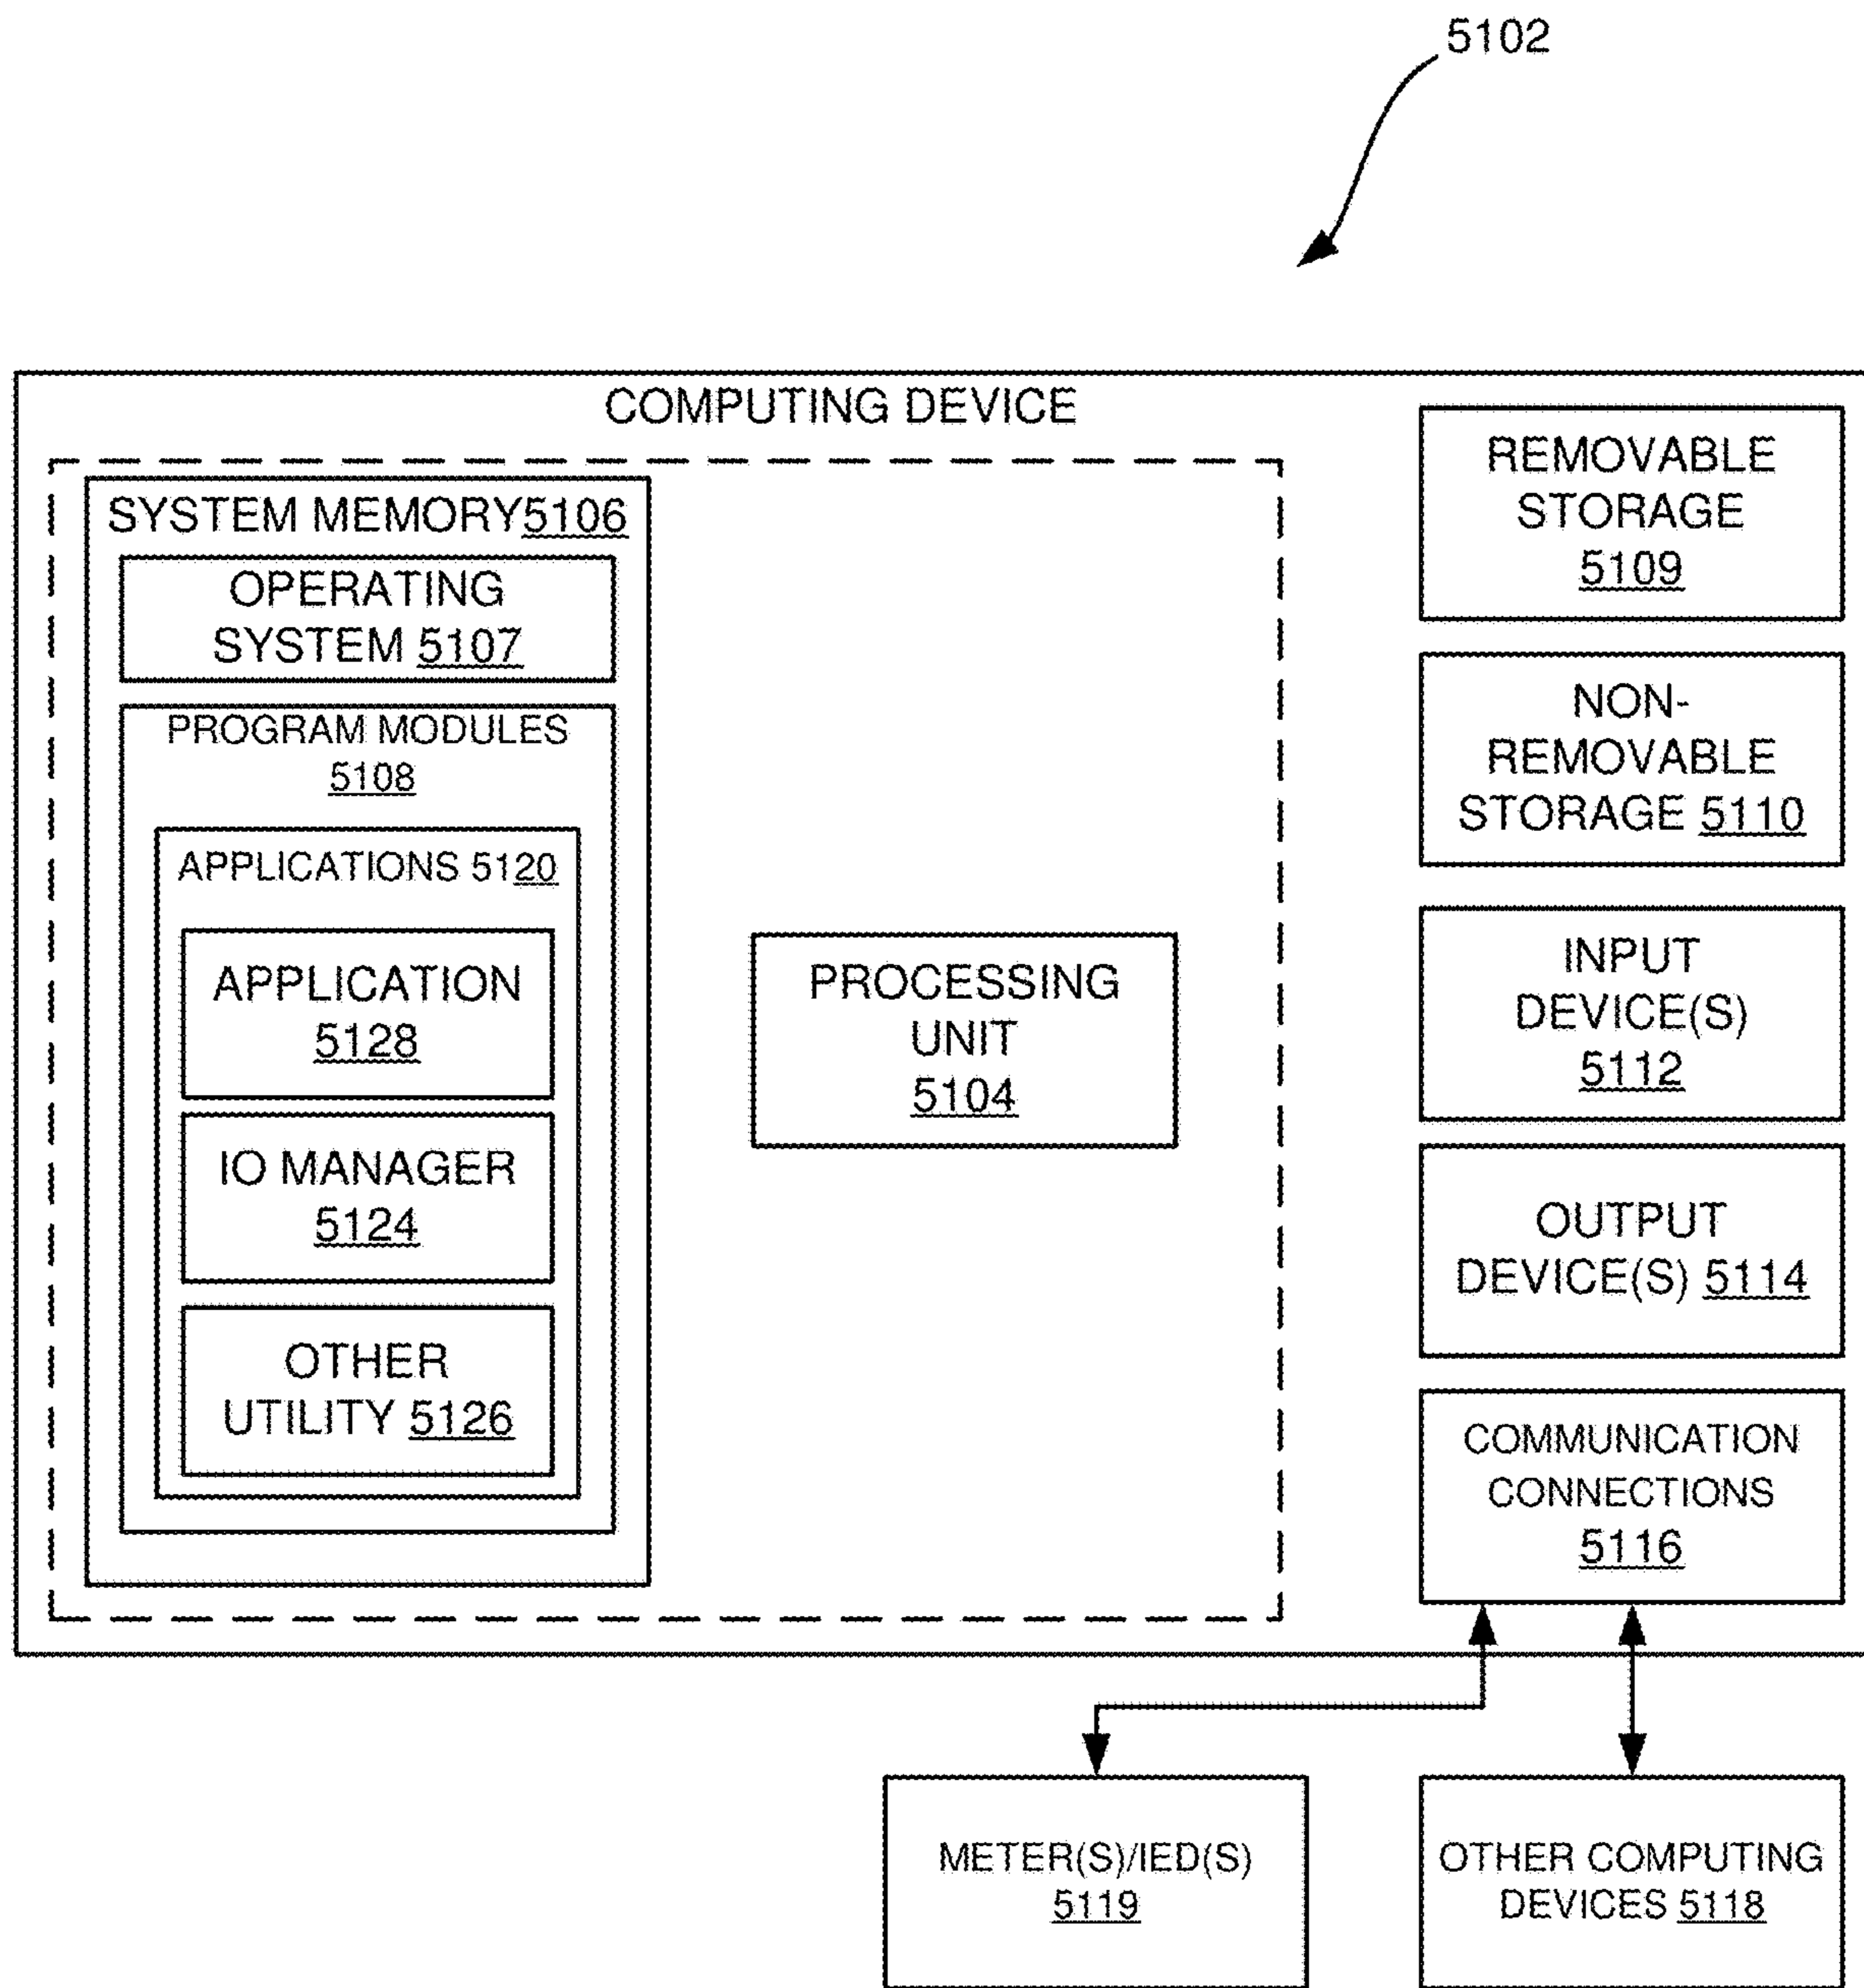 5102
COMPUTING DEVICE
SYSTEM MEMORY5106
OPERATING
SYSTEM 5107
PROGRAM MODULES
5108
APPLICATIONS 5120
APPLICATION
5128
IO MANAGER
5124
OTHER
UTILITY 5126
PROCESSING
UNIT
5104
REMOVABLE
STORAGE
5109
NON-
REMOVABLE
STORAGE 5110
INPUT
DEVICE(S)
5112
OUTPUT
DEVICE(S) 5114
COMMUNICATION
CONNECTIONS
5116
METER(S)/IED(S)
5119
OTHER COMPUTING
DEVICES 5118